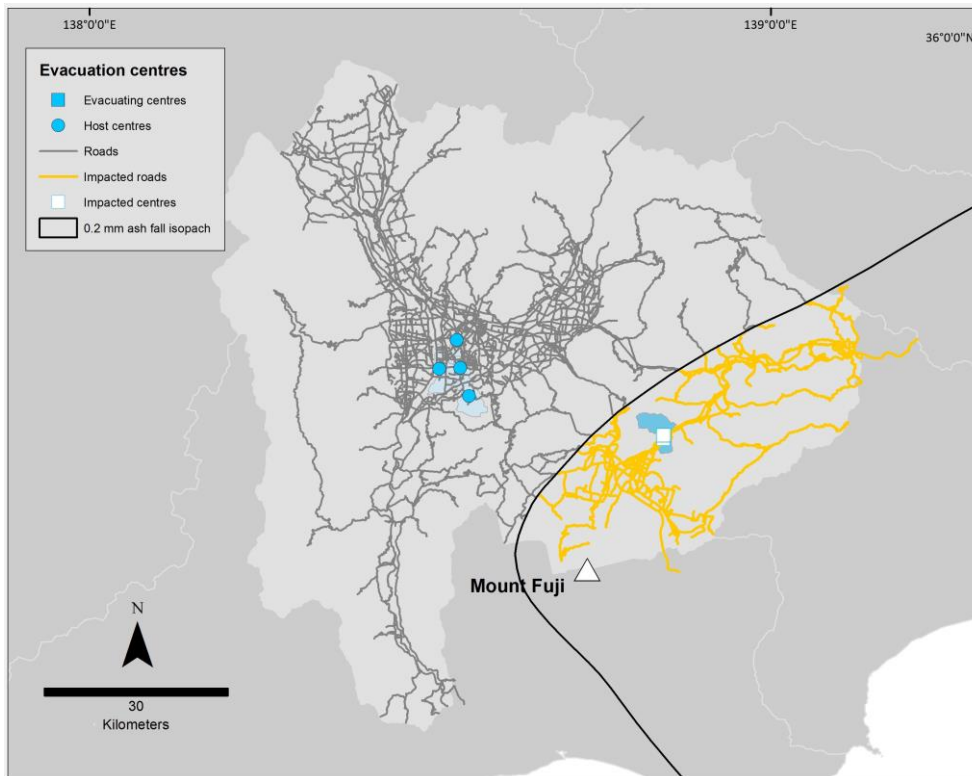 138°0'0"E
139°0'0"E
36°0'0"N
Evacuation centres
Evacuating centres
Host centres
Roads
Impacted roads
Impacted centres
0.2 mm ash fall isopach
Mount Fuji
N
30
Kilometers